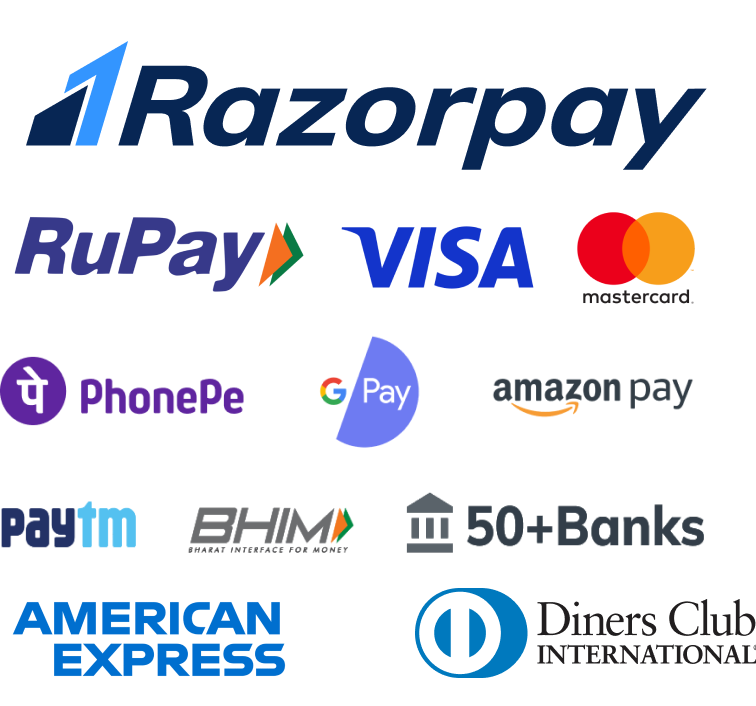 Razorpay
RuPay
VISA
mastercard.
पे PhonePe
G Pay
amazon pay
paytm
BHIM
BHARAT INTERFACE FOR MONEY
50+Banks
AMERICAN
EXPRESS
Diners Club
INTERNATIONAL